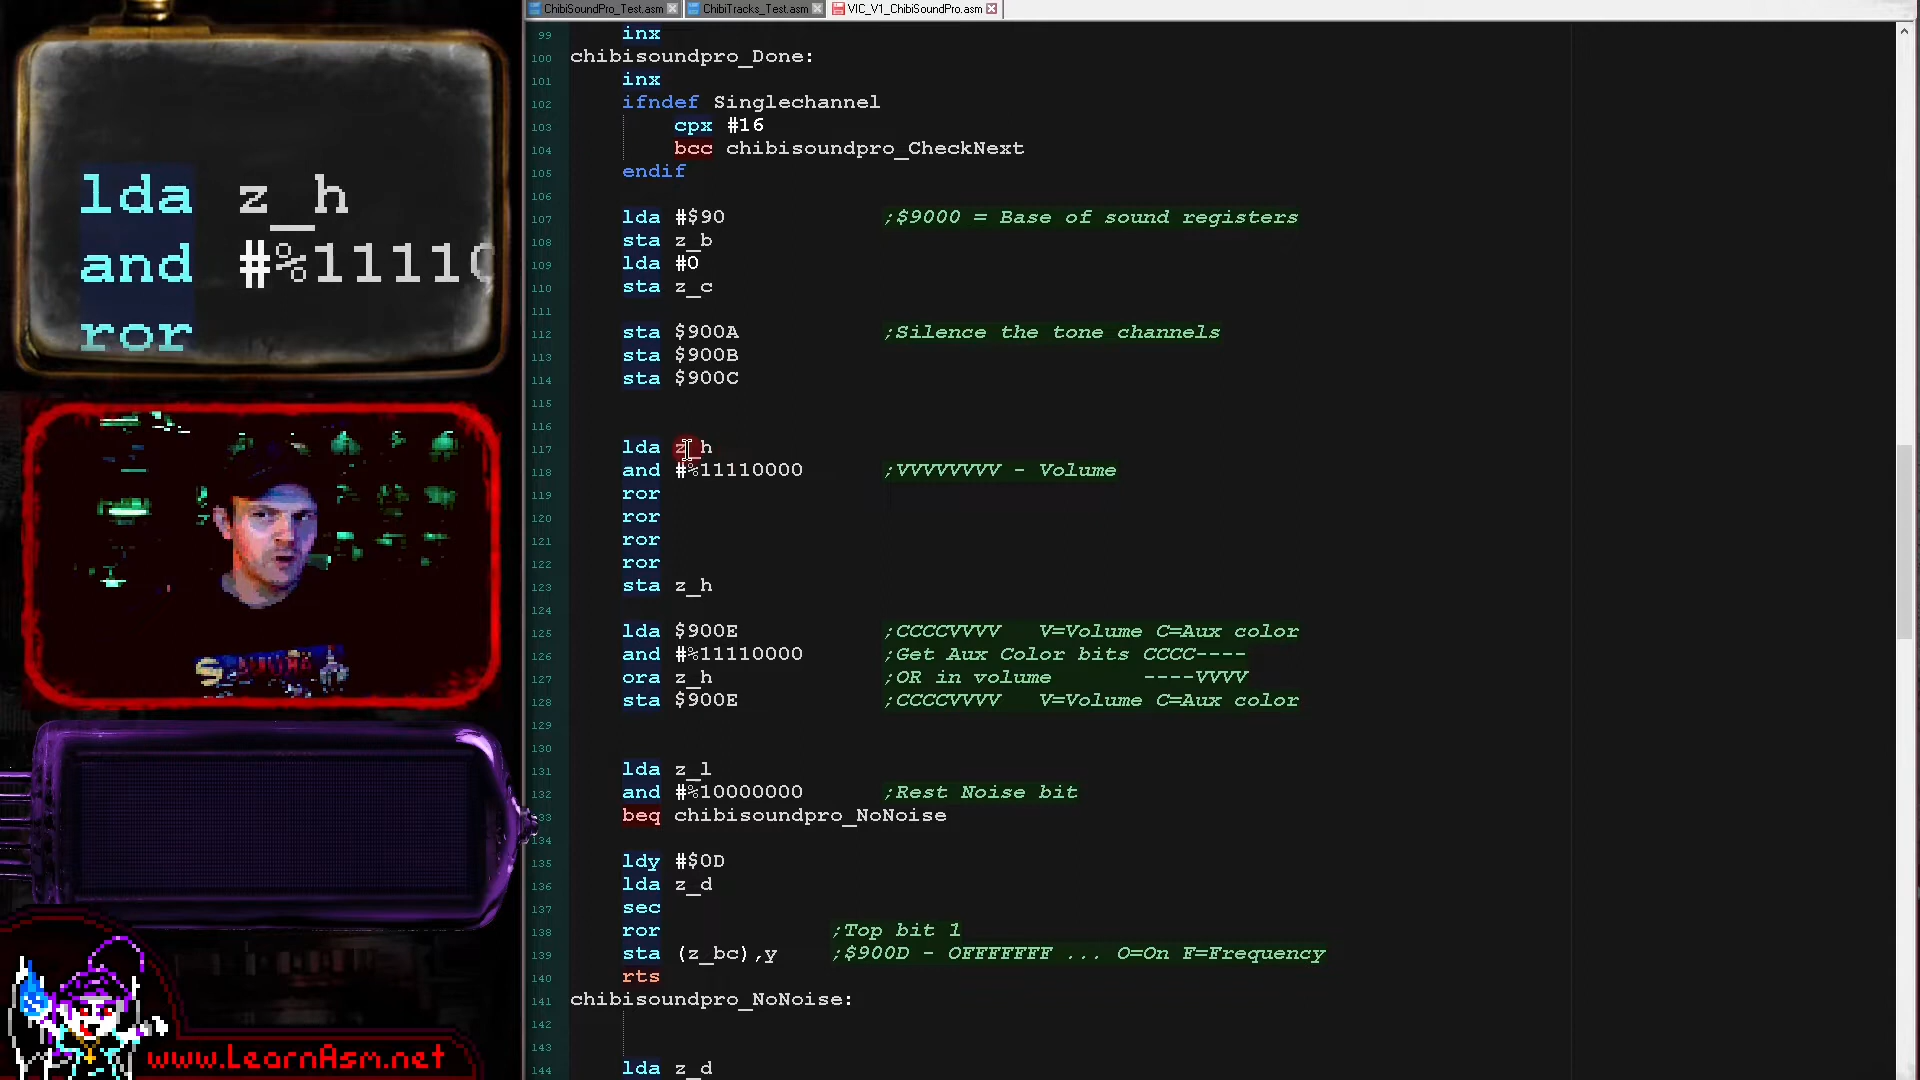 ChibiSoundPro_Test.asm ChibiTracks_Test.asm VIC_V1_ChibiSoundPro.asm
lda z_h
and #%11110
ror
99 inx
100 chibisoundpro_Done:
101 inx
102 ifndef Singlechannel
103 cpx #16
104 bcc chibisoundpro_CheckNext
105 endif
106
107 lda #$90 ;$9000 = Base of sound registers
108 sta z_b
109 lda #0
110 sta z_c
111
112 sta $900A ;Silence the tone channels
113 sta $900B
114 sta $900C
115
116
117 lda z_h
118 and #%11110000 ;VVVVVVVV - Volume
119 ror
120 ror
121 ror
122 ror
123 sta z_h
124
125 lda $900E ;CCCCVVVV V=Volume C=Aux color
126 and #%11110000 ;Get Aux Color bits CCCC----
127 ora z_h ;OR in volume ----VVVV
128 sta $900E ;CCCCVVVV V=Volume C=Aux color
129
130
131 lda z_l
132 and #%10000000 ;Rest Noise bit
133 beq chibisoundpro_NoNoise
134
135 ldy #$0D
136 lda z_d
137 sec
138 ror ;Top bit 1
139 sta (z_bc),y ;$900D - OFFFFFFF ... O=On F=Frequency
140 rts
141 chibisoundpro_NoNoise:
142
143
144 lda z_d
www.LearnAsm.net